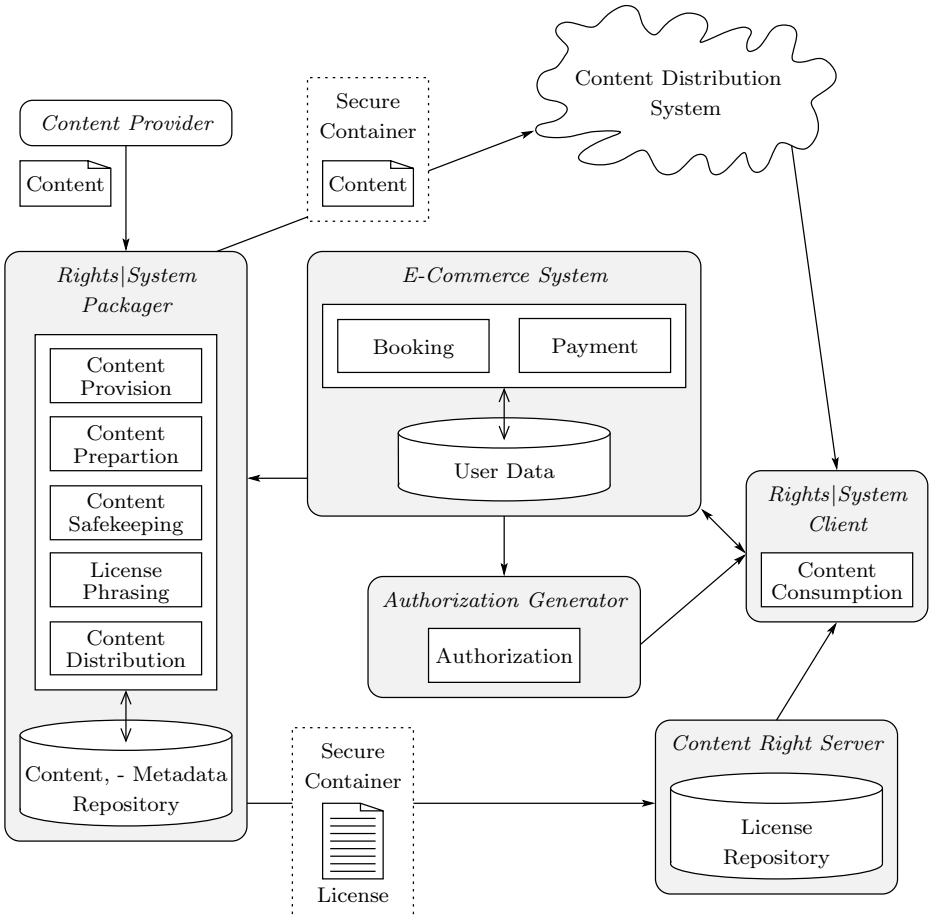 Content Distribution
System
Secure
Container
Content
Content Provider
Content
Rights|System
Packager
Content
Provision
Content
Prepartion
Content
Safekeeping
License
Phrasing
Content
Distribution
Content, - Metadata
Repository
E-Commerce System
Booking
Payment
User Data
Authorization Generator
Authorization
Rights|System
Client
Content
Consumption
Secure
Container
License
Content Right Server
License
Repository